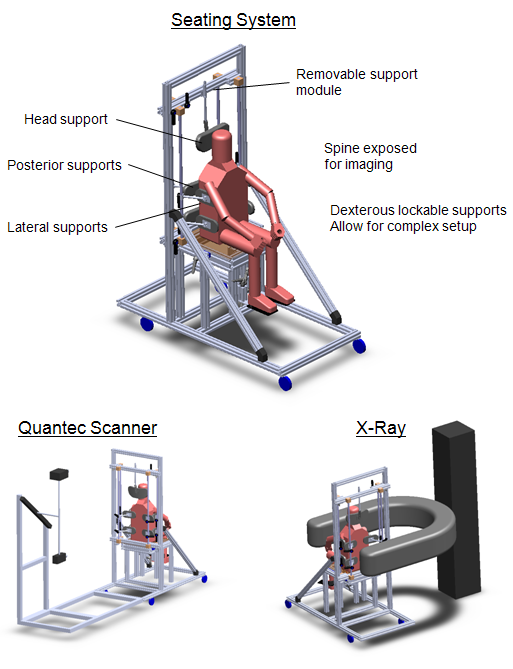 Seating System
Removable support
module
Head support
Spine exposed
for imaging
Posterior supports
Dexterous lockable supports
Allow for complex setup
Lateral supports
Quantec Scanner
X-Ray